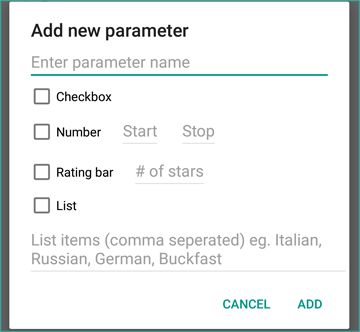 Add new parameter
Enter parameter name
Checkbox
Number Start Stop
Rating bar # of stars
List
List items (comma seperated) eg. Italian,
Russian, German, Buckfast
CANCEL ADD